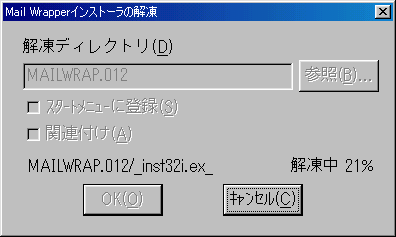 Mail Wrapperインストーラの解凍
解凍ディレクトリ(D)
MAILWRAP.012
参照(B)...
ｽﾀｰﾄﾒﾆｭｰに登録(S)
関連付け(A)
MAILWRAP.012/_inst32i.ex_ 解凍中 21%
OK(O) ｷｬﾝｾﾙ(C)